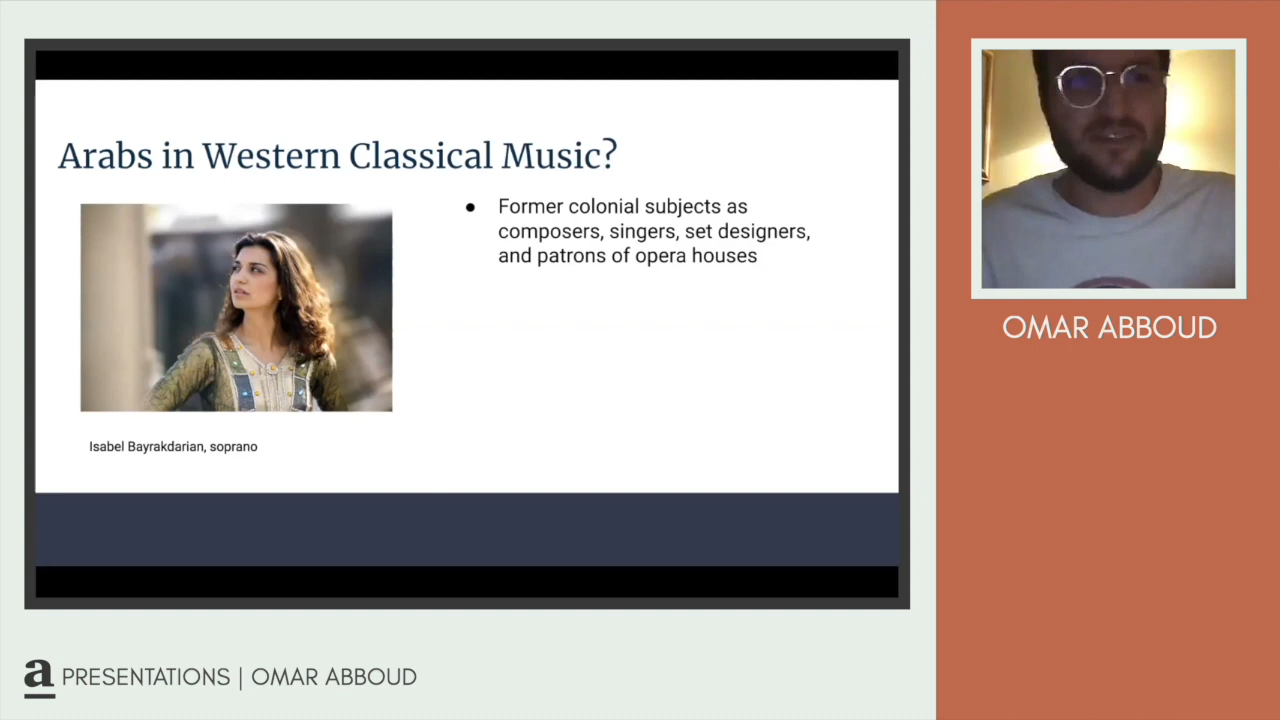 Arabs in Western Classical Music?
● Former colonial subjects as
composers, singers, set designers,
and patrons of opera houses
Isabel Bayrakdarian, soprano
OMAR ABBOUD
a PRESENTATIONS | OMAR ABBOUD